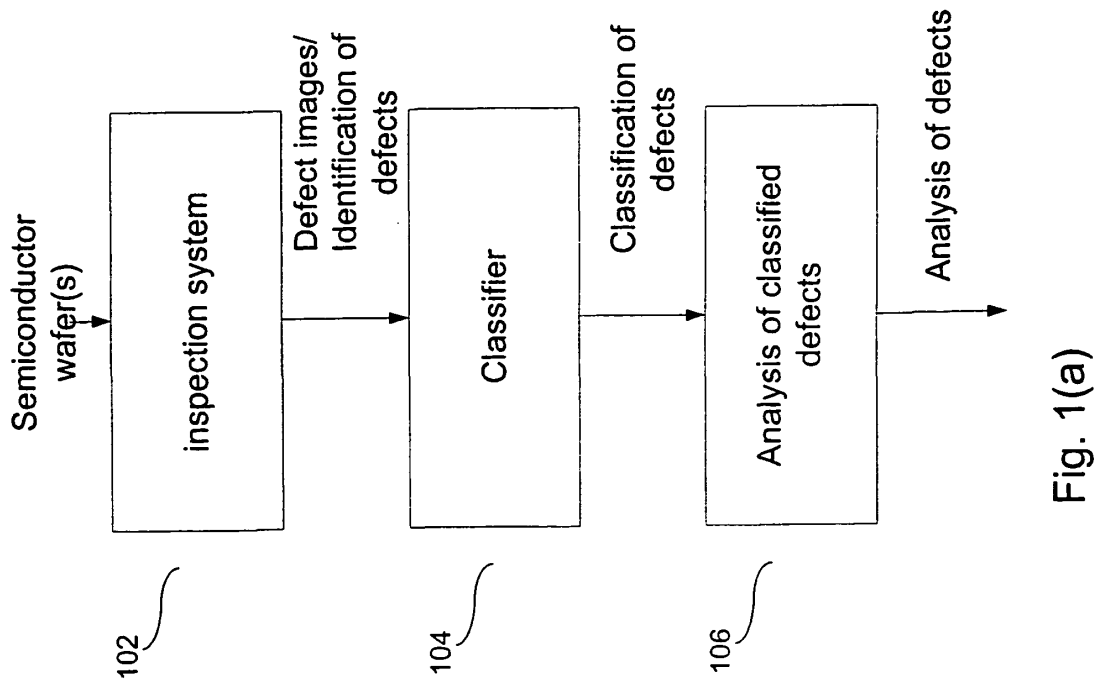 Semiconductor
wafer(s)
102
inspection system
Defect images/
Identification of
defects
104
Classifier
Classification of
defects
106
Analysis of classified
defects
Analysis of defects
Fig. 1(a)